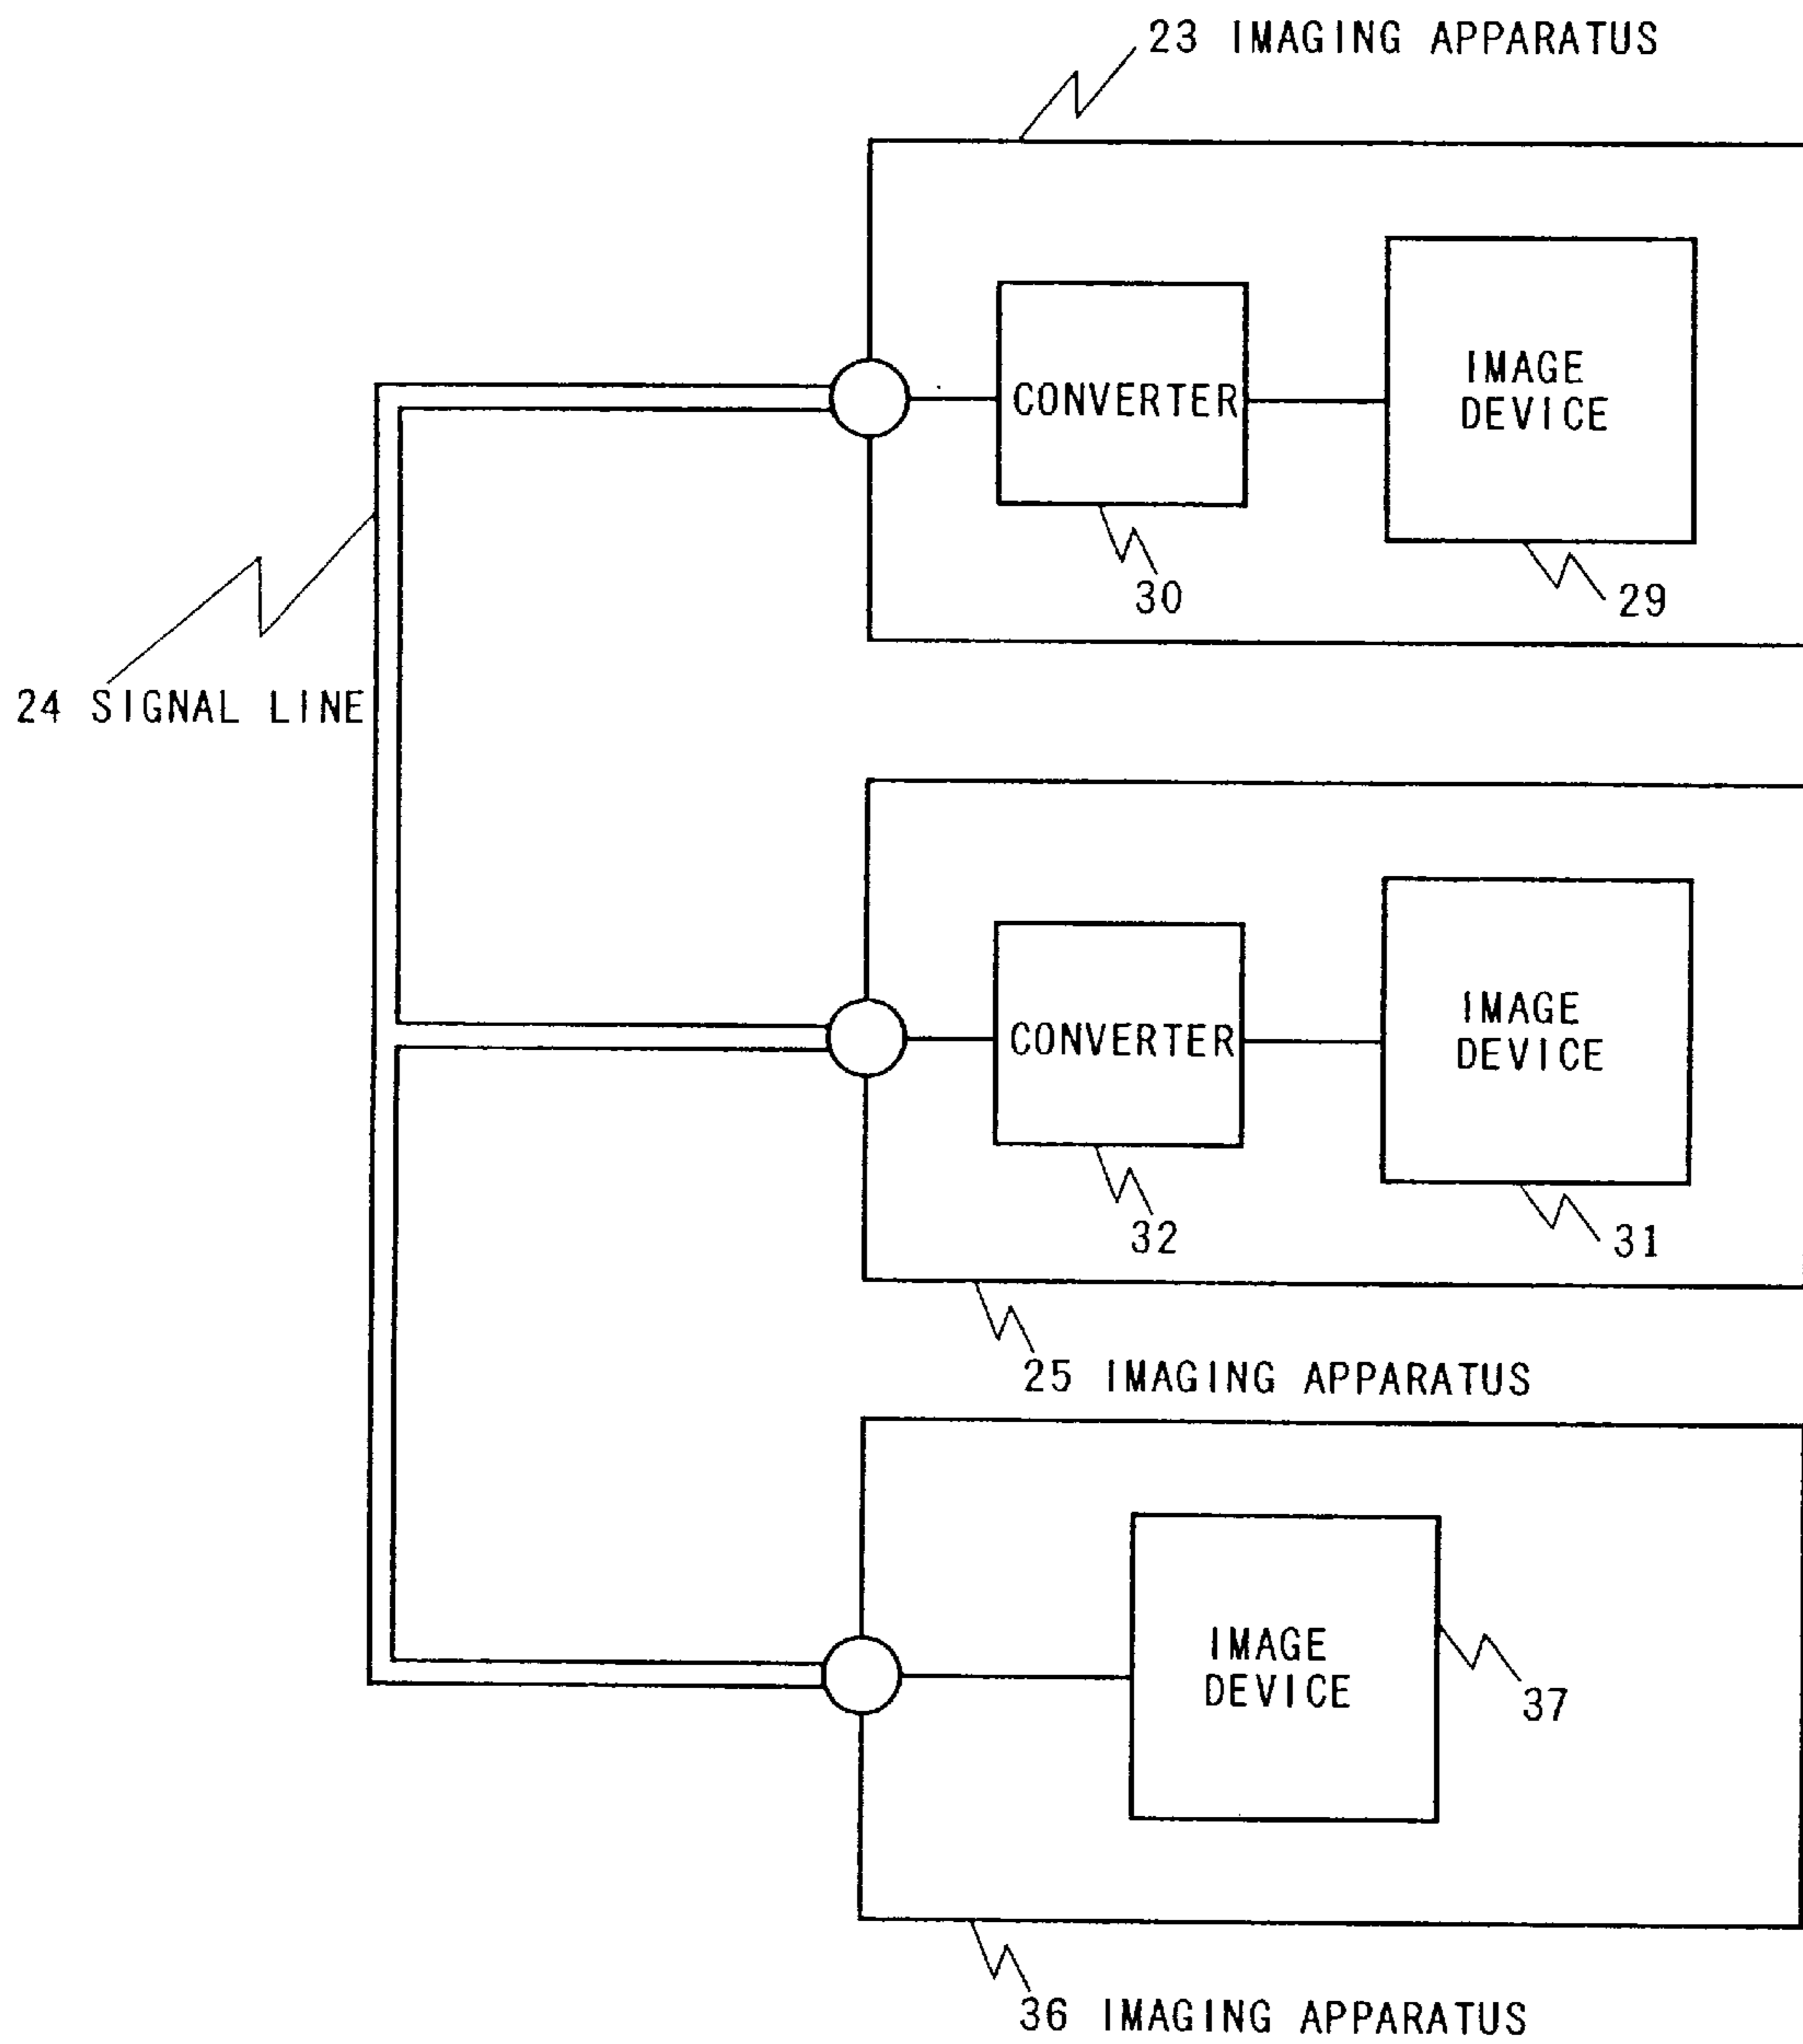 23 IMAGING APPARATUS
CONVERTER
IMAGE
DEVICE
30
29
24 SIGNAL LINE
CONVERTER
IMAGE
DEVICE
32
31
25 IMAGING APPARATUS
IMAGE
DEVICE
37
36 IMAGING APPARATUS